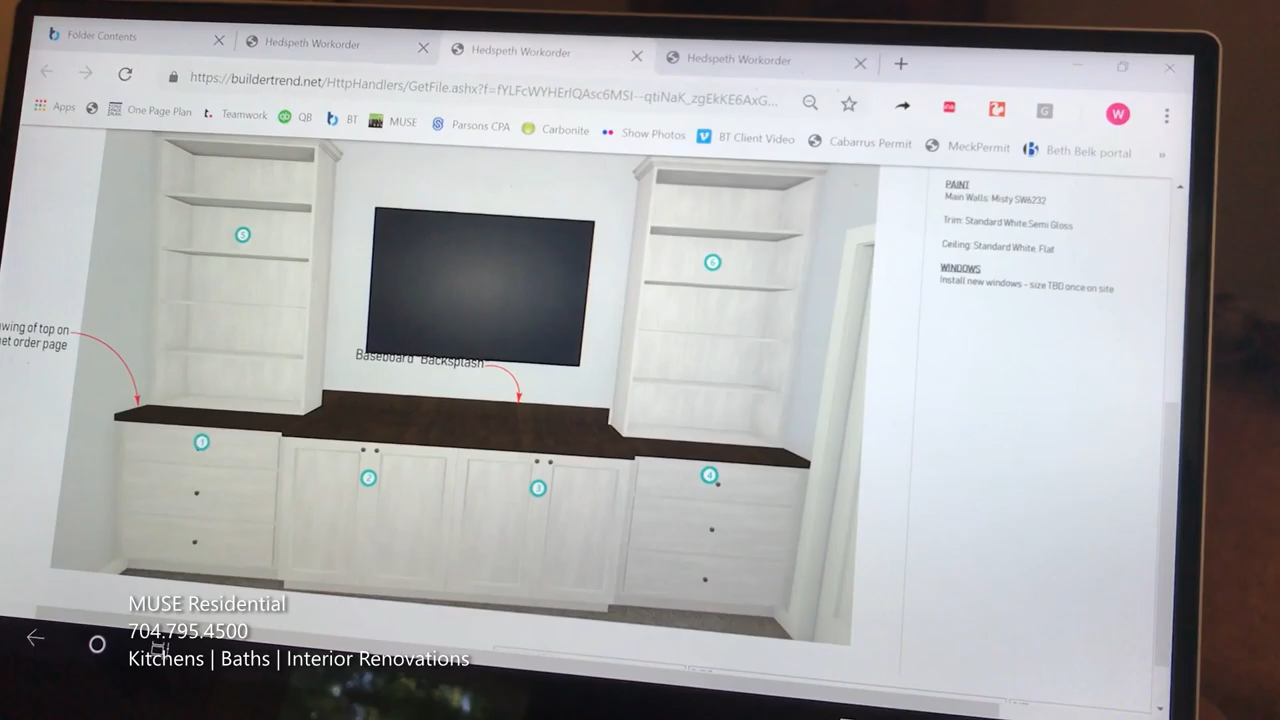 Folder Contents
Hedspeth Workorder
Hedspeth Workorder
Hedspeth Workorder
https://buildertrend.net/HttpHandlers/GetFile.ashx?f=fYLFcWYHErIQAsc6MSI--qtiNaK_zgEkKE6AxG...
W
Apps
One Page Plan
t. Teamwork
QB
BT
MUSE
Parsons CPA
Carbonite
Show Photos
BT Client Video
Cabarrus Permit
MeckPermit
Beth Belk portal
»
PAINT
Main Walls: Misty SW6232
Trim: Standard White,Semi Gloss
Ceiling: Standard White, Flat
WINDOWS
Install new windows - size TBD once on site
5
6
wing of top on
et order page
Baseboard "Backsplash"
1
2
3
4
MUSE Residential
704.795.4500
Kitchens | Baths | Interior Renovations